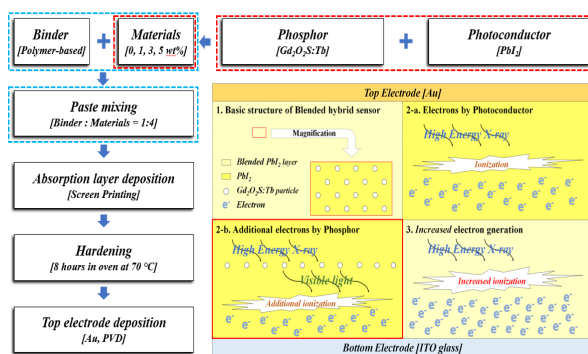 Binder
[Polymer-based]
Materials
[0, 1, 3, 5 wt%]
Phosphor
[Gd₂O₂S:Tb]
Photoconductor
[PbI₂]
Paste mixing
[Binder : Materials = 1:4]
Absorption layer deposition
[Screen Printing]
Hardening
[8 hours in oven at 70 °C]
Top electrode deposition
[Au, PVD]
Top Electrode [Au]
1. Basic structure of Blended hybrid sensor
Magnification
Blended PbI₂ layer
PbI₂
Gd₂O₂S:Tb particle
e⁻ Electron
2-a. Electrons by Photoconductor
High Energy X-ray
Ionization
e⁻ e⁻ e⁻ e⁻ e⁻ e⁻
2-b. Additional electrons by Phosphor
High Energy X-ray
Visible light
Additional ionization
3. Increased electron gneration
High Energy X-ray
Increased ionization
Bottom Electrode [ITO glass]